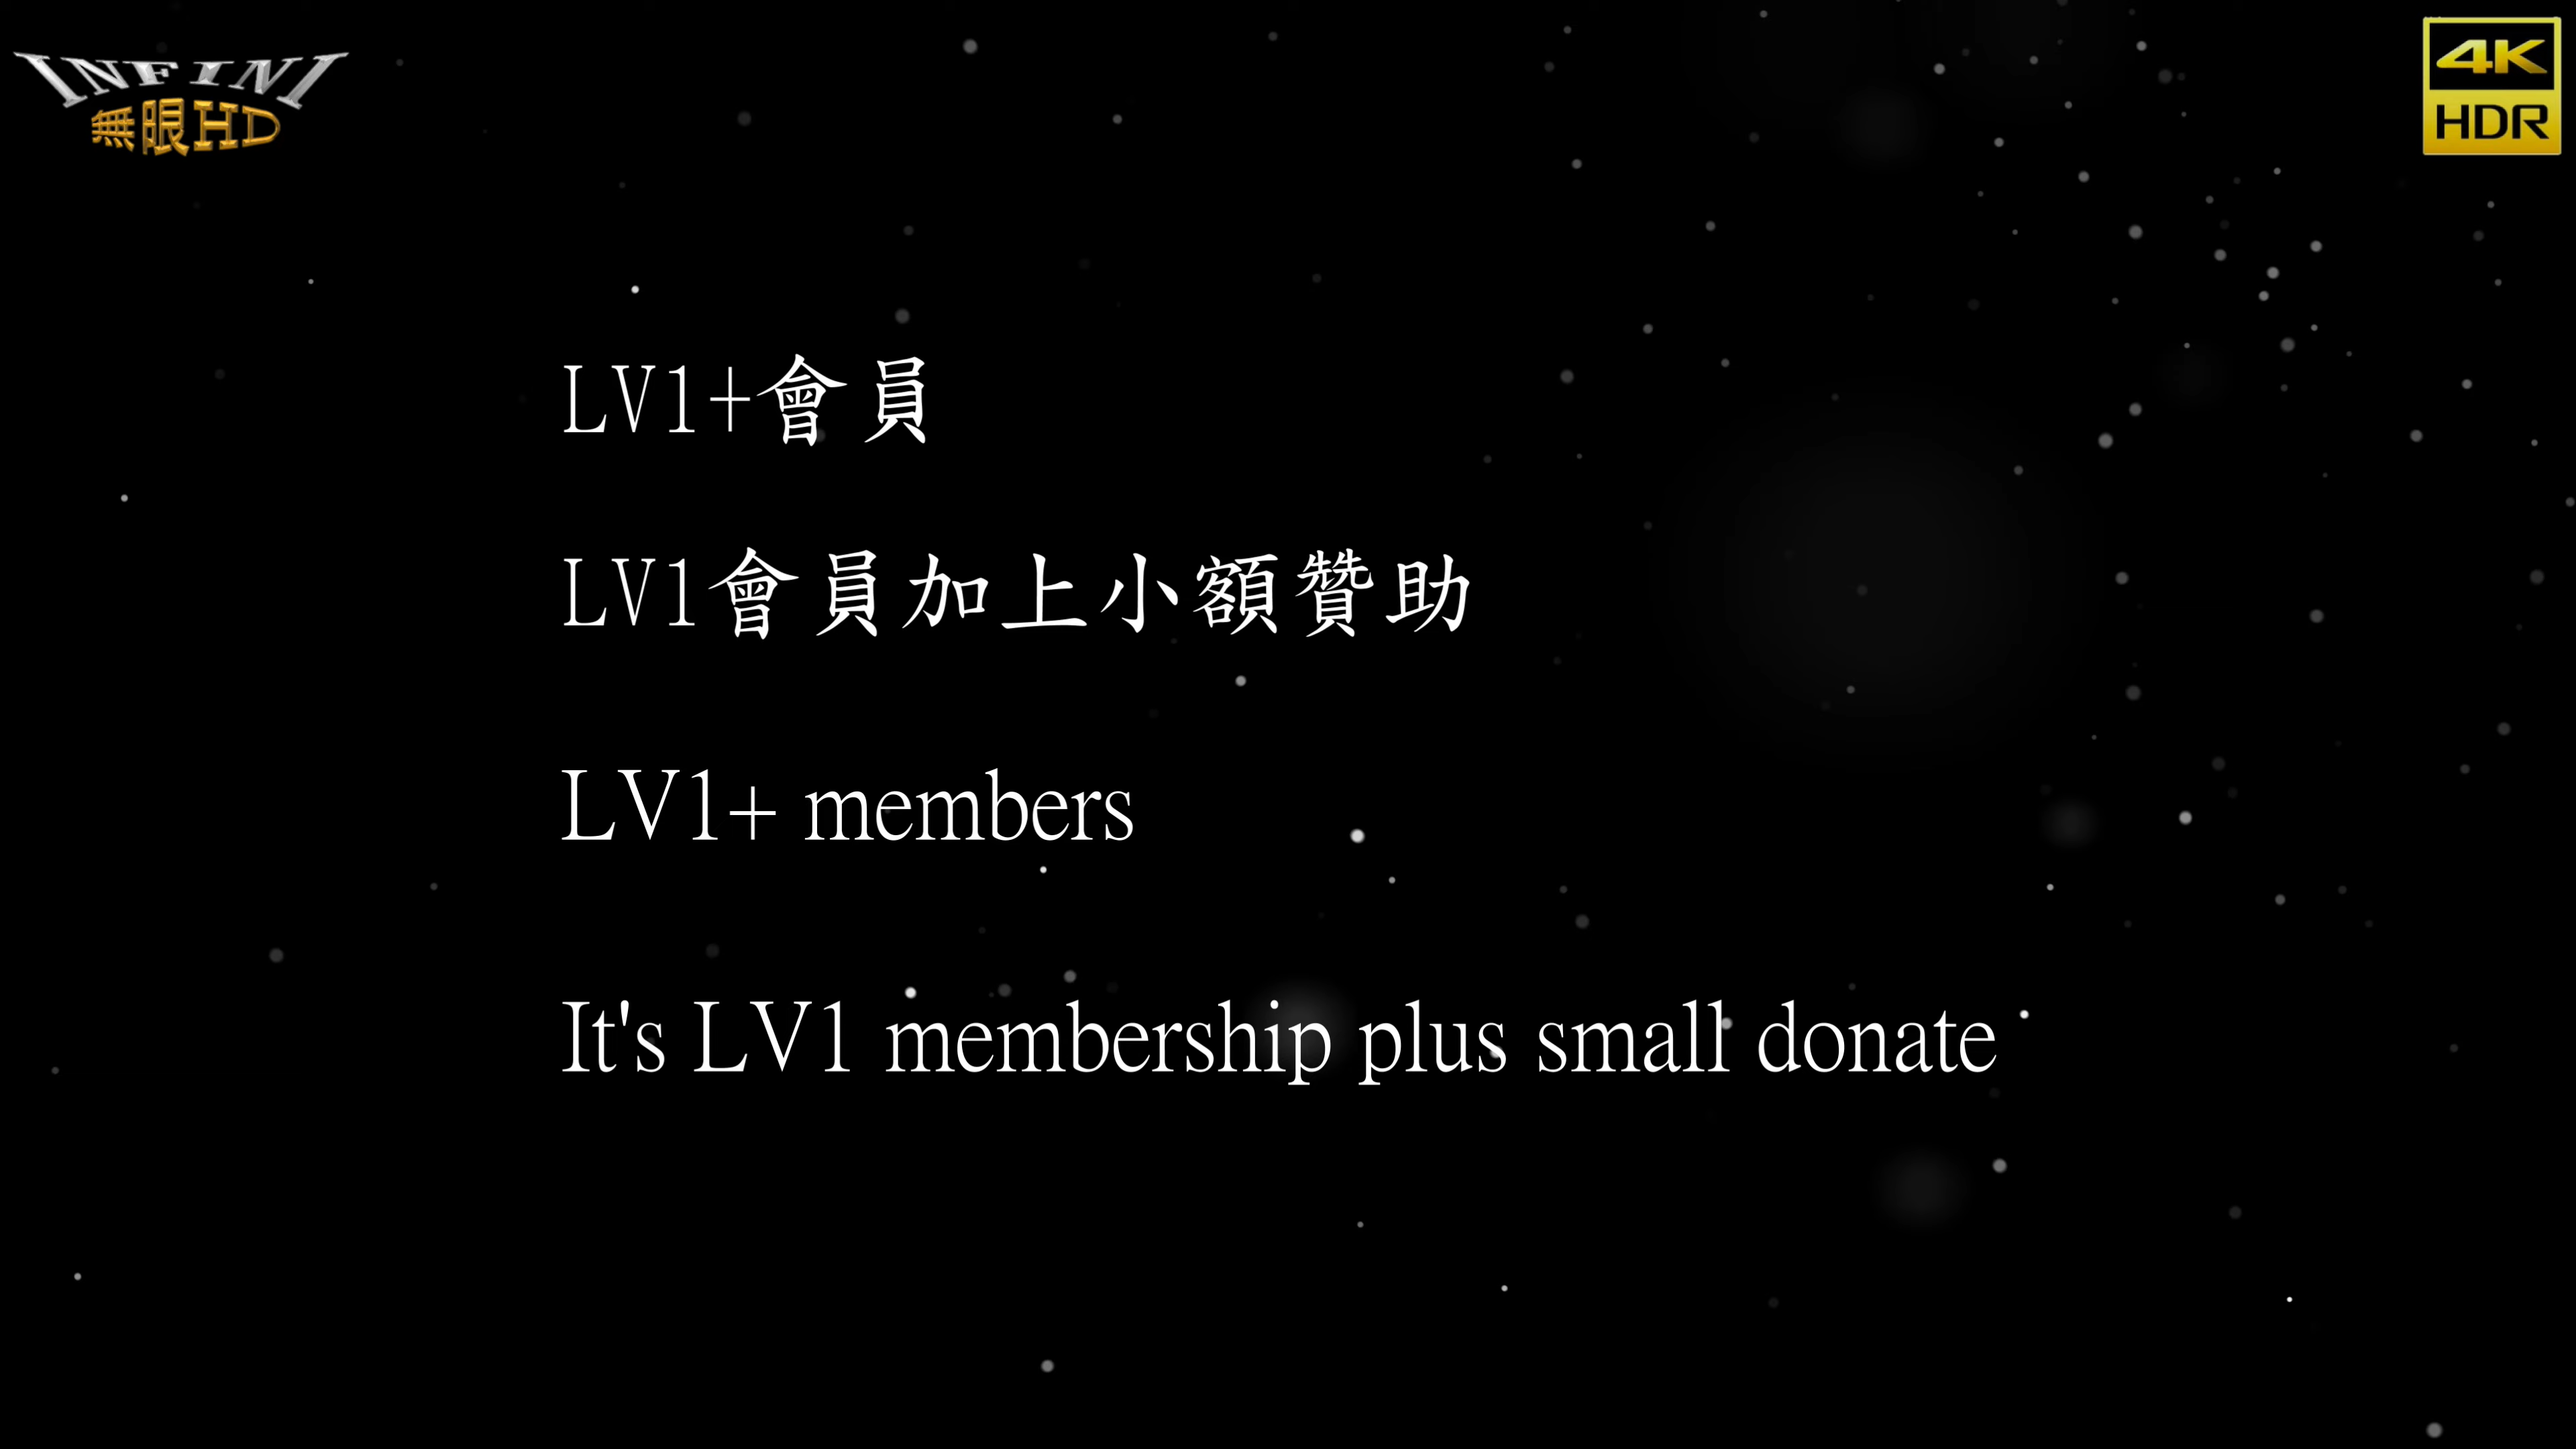 INFINI
無限HD
4K
HDR
LV1+會員
LV1會員加上小額贊助
LV1+ members
It's LV1 membership plus small donate